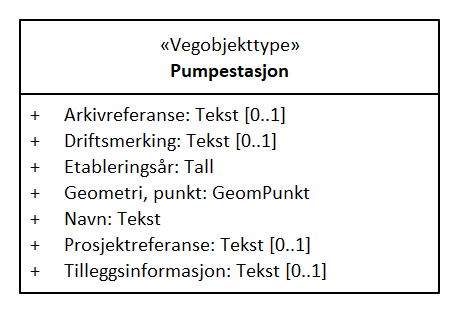 «Vegobjekttype»
Pumpestasjon
+ Arkivreferanse: Tekst [0..1]
+ Driftsmerking: Tekst [0..1]
+ Etableringsår: Tall
+ Geometri, punkt: GeomPunkt
+ Navn: Tekst
+ Prosjektreferanse: Tekst [0..1]
+ Tilleggsinformasjon: Tekst [0..1]